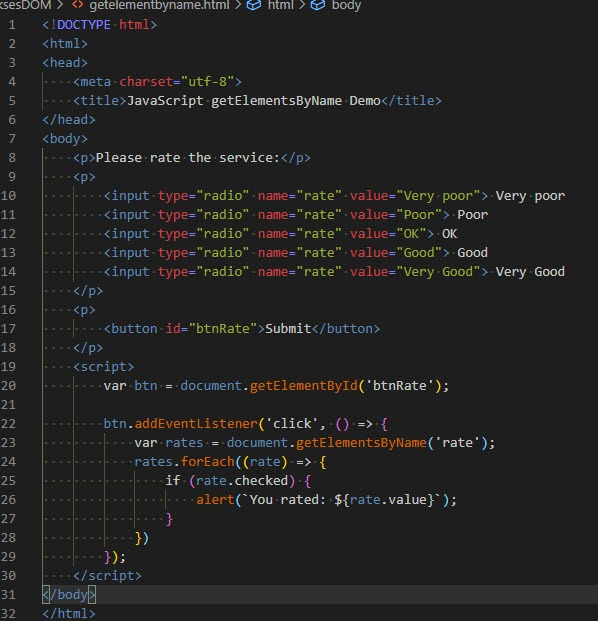 ksesDOM > <> getelementbyname.html > html > body
1 <!DOCTYPE html>
2 <html>
3 <head>
4     <meta charset="utf-8">
5     <title>JavaScript getElementsByName Demo</title>
6 </head>
7 <body>
8     <p>Please rate the service:</p>
9     <p>
10         <input type="radio" name="rate" value="Very poor"> Very poor
11         <input type="radio" name="rate" value="Poor"> Poor
12         <input type="radio" name="rate" value="OK"> OK
13         <input type="radio" name="rate" value="Good"> Good
14         <input type="radio" name="rate" value="Very Good"> Very Good
15     </p>
16     <p>
17         <button id="btnRate">Submit</button>
18     </p>
19     <script>
20         var btn = document.getElementById('btnRate');
21
22         btn.addEventListener('click', () => {
23             var rates = document.getElementsByName('rate');
24             rates.forEach((rate) => {
25                 if (rate.checked) {
26                     alert(`You rated: ${rate.value}`);
27                 }
28             })
29         });
30     </script>
31 </body>
32 </html>